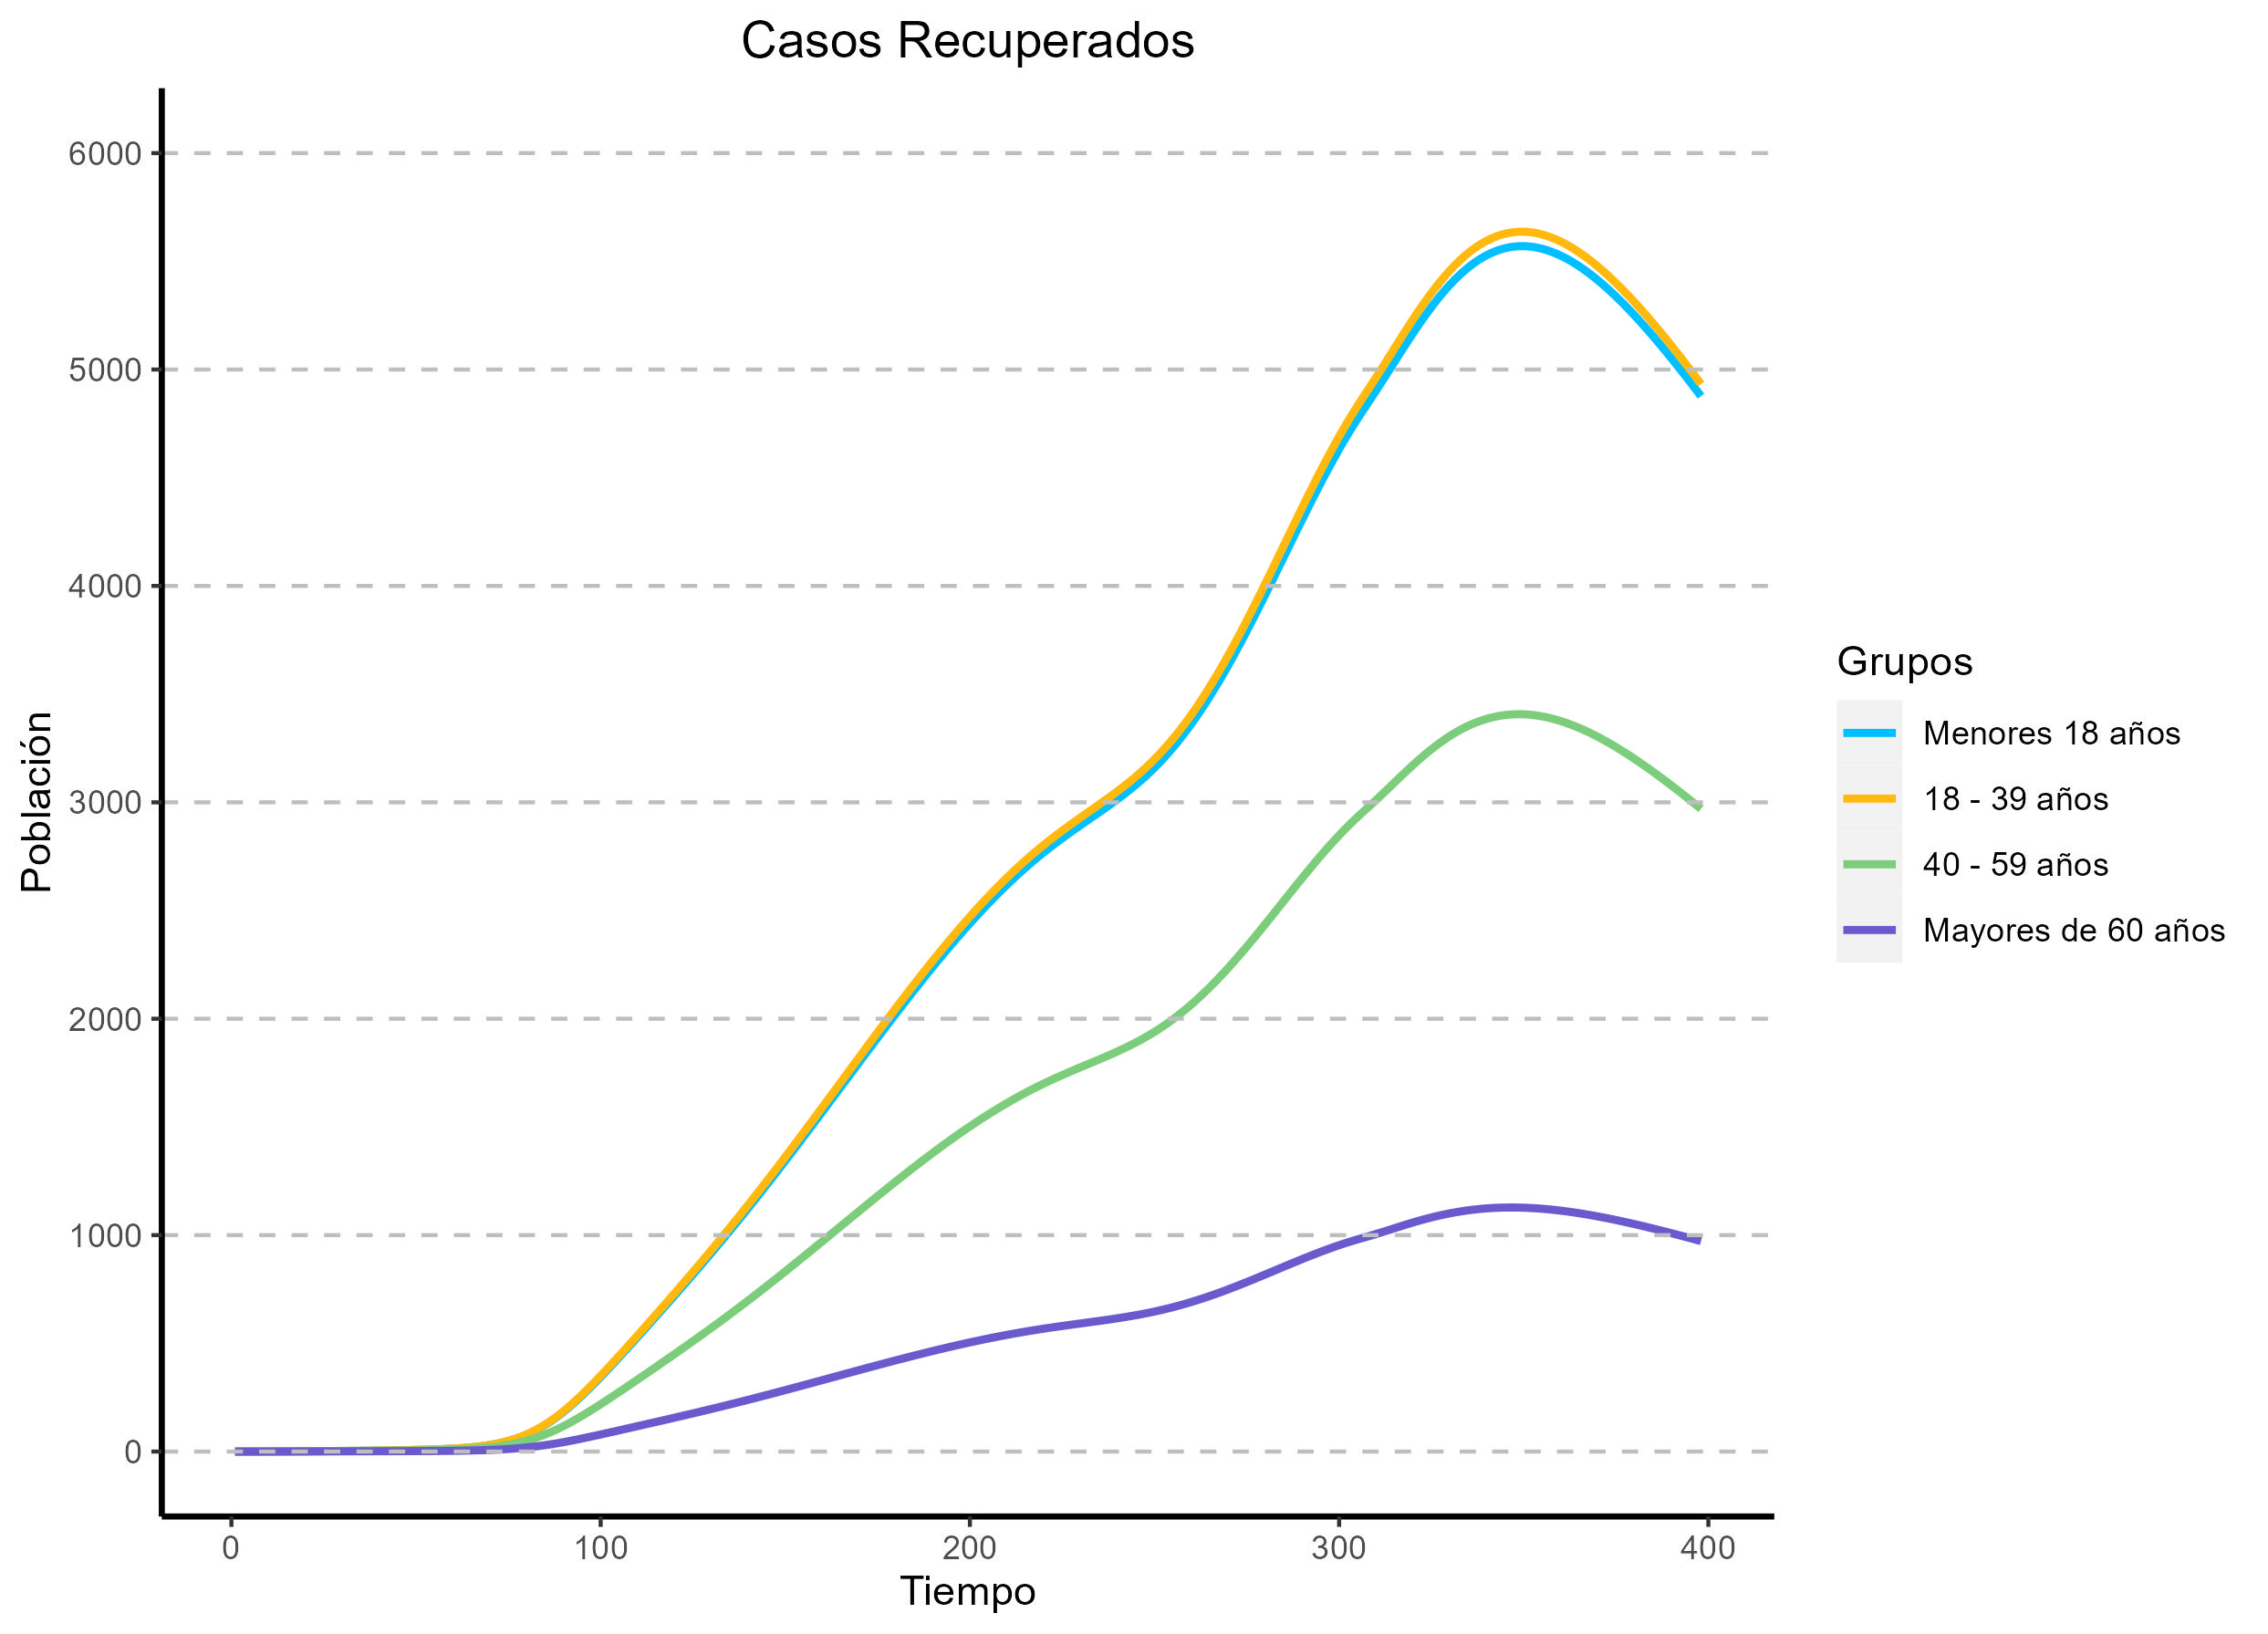 Casos Recuperados
6000
5000
4000
3000
2000
1000
0
Población
0 100 200 300 400
Tiempo
Grupos
Menores 18 años
18 - 39 años
40 - 59 años
Mayores de 60 años